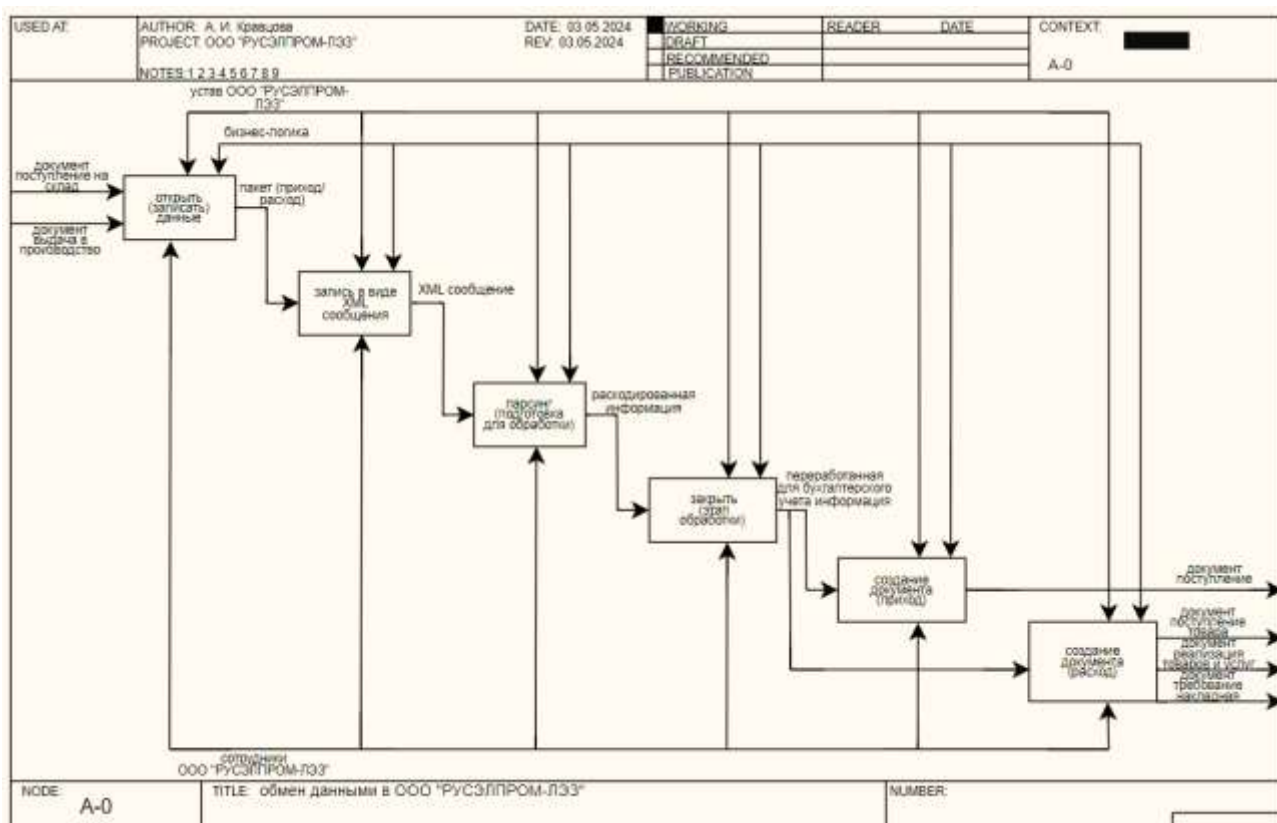 USED AT:
AUTHOR: А. И. Кравцова
DATE: 03.05.2024
WORKING
READER
DATE
CONTEXT:
PROJECT: ООО "РУСЭЛПРОМ-ЛЭЗ"
REV: 03.05.2024
DRAFT
RECOMMENDED
A-0
NOTES: 1 2 3 4 5 6 7 8 9
PUBLICATION
устав ООО "РУСЭЛПРОМ-
ЛЭЗ"
бизнес-логика
документ
поступление на
склад
документ
выдача в
производство
открыть
(записать)
данные
пакет (приход/
расход)
запись в виде
XML
сообщения
XML сообщение
парсинг
(подготовка
для обработки)
раскодированная
информация
закрыть
(этап
обработки)
переработанная
для бухгалтерского
учета информация
создание
документа
(приход)
документ
поступление
создание
документа
(расход)
документ
поступление
товара
документ
реализация
товаров и услуг
документ
требование
накладная
сотрудники
ООО "РУСЭЛПРОМ-ЛЭЗ"
NODE:
A-0
TITLE: обмен данными в ООО "РУСЭЛПРОМ-ЛЭЗ"
NUMBER: